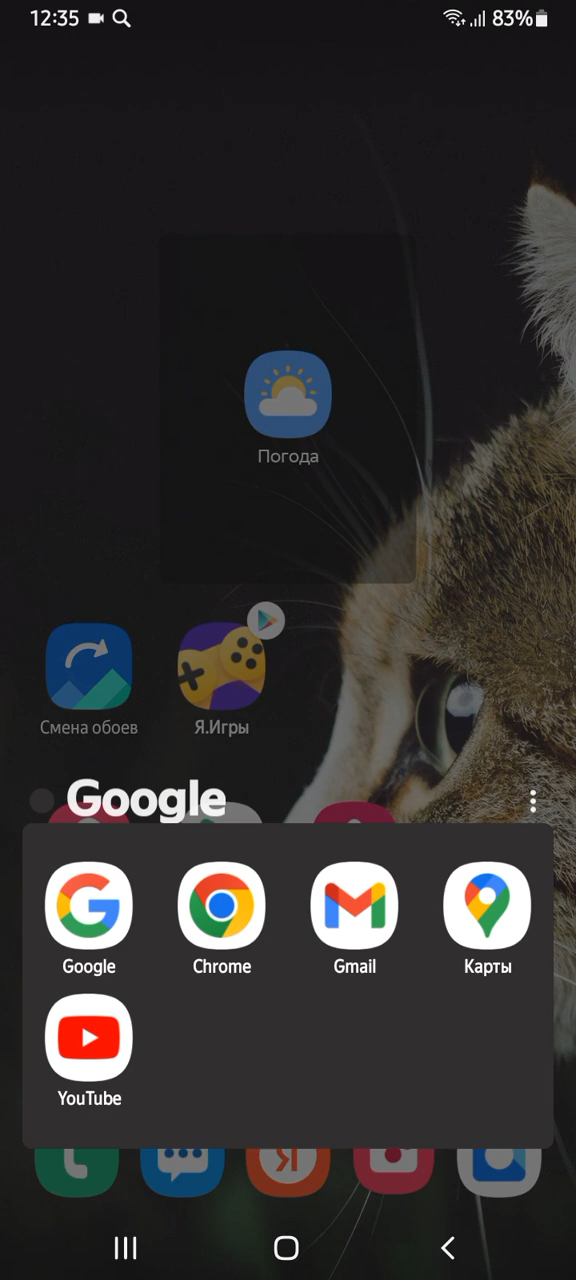 12:35 83%
Погода
Смена обоев Я.Игры
Google
Google Chrome Gmail Карты
YouTube
Я